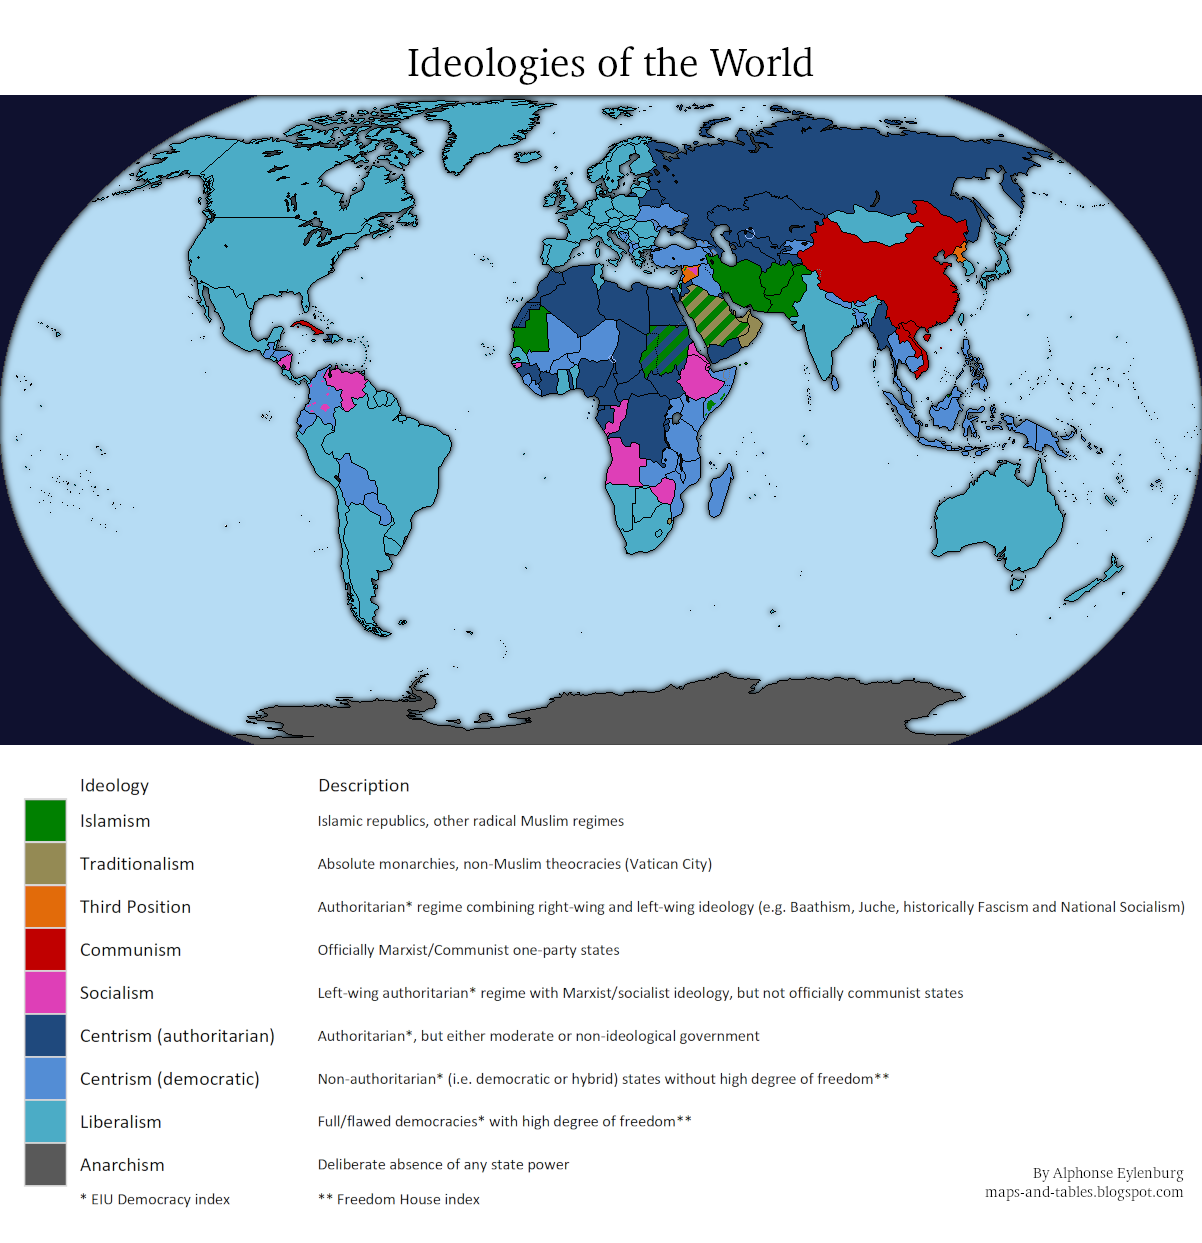 Ideologies of the World
Ideology Description
Islamism Islamic republics, other radical Muslim regimes
Traditionalism Absolute monarchies, non-Muslim theocracies (Vatican City)
Third Position Authoritarian* regime combining right-wing and left-wing ideology (e.g. Baathism, Juche, historically Fascism and National Socialism)
Communism Officially Marxist/Communist one-party states
Socialism Left-wing authoritarian* regime with Marxist/socialist ideology, but not officially communist states
Centrism (authoritarian) Authoritarian*, but either moderate or non-ideological government
Centrism (democratic) Non-authoritarian* (i.e. democratic or hybrid) states without high degree of freedom**
Liberalism Full/flawed democracies* with high degree of freedom**
Anarchism Deliberate absence of any state power
* EIU Democracy index ** Freedom House index
By Alphonse Eylenburg
maps-and-tables.blogspot.com